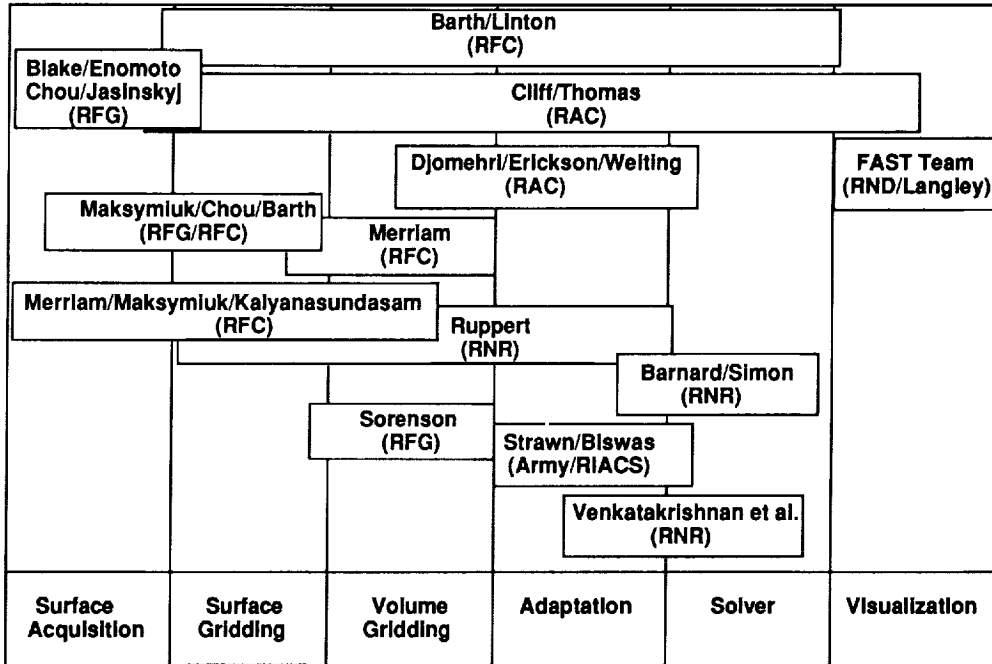 Barth/Linton
(RFC)
Blake/Enomoto
Chou/Jasinskyj
(RFG)
Cliff/Thomas
(RAC)
Djomehri/Erickson/Weiting
(RAC)
FAST Team
(RND/Langley)
Maksymiuk/Chou/Barth
(RFG/RFC)
Merriam
(RFC)
Merriam/Maksymiuk/Kalyanasundasam
(RFC)
Ruppert
(RNR)
Barnard/Simon
(RNR)
Sorenson
(RFG)
Strawn/Biswas
(Army/RIACS)
Venkatakrishnan et al.
(RNR)
Surface
Acquisition
Surface
Gridding
Volume
Gridding
Adaptation
Solver
Visualization